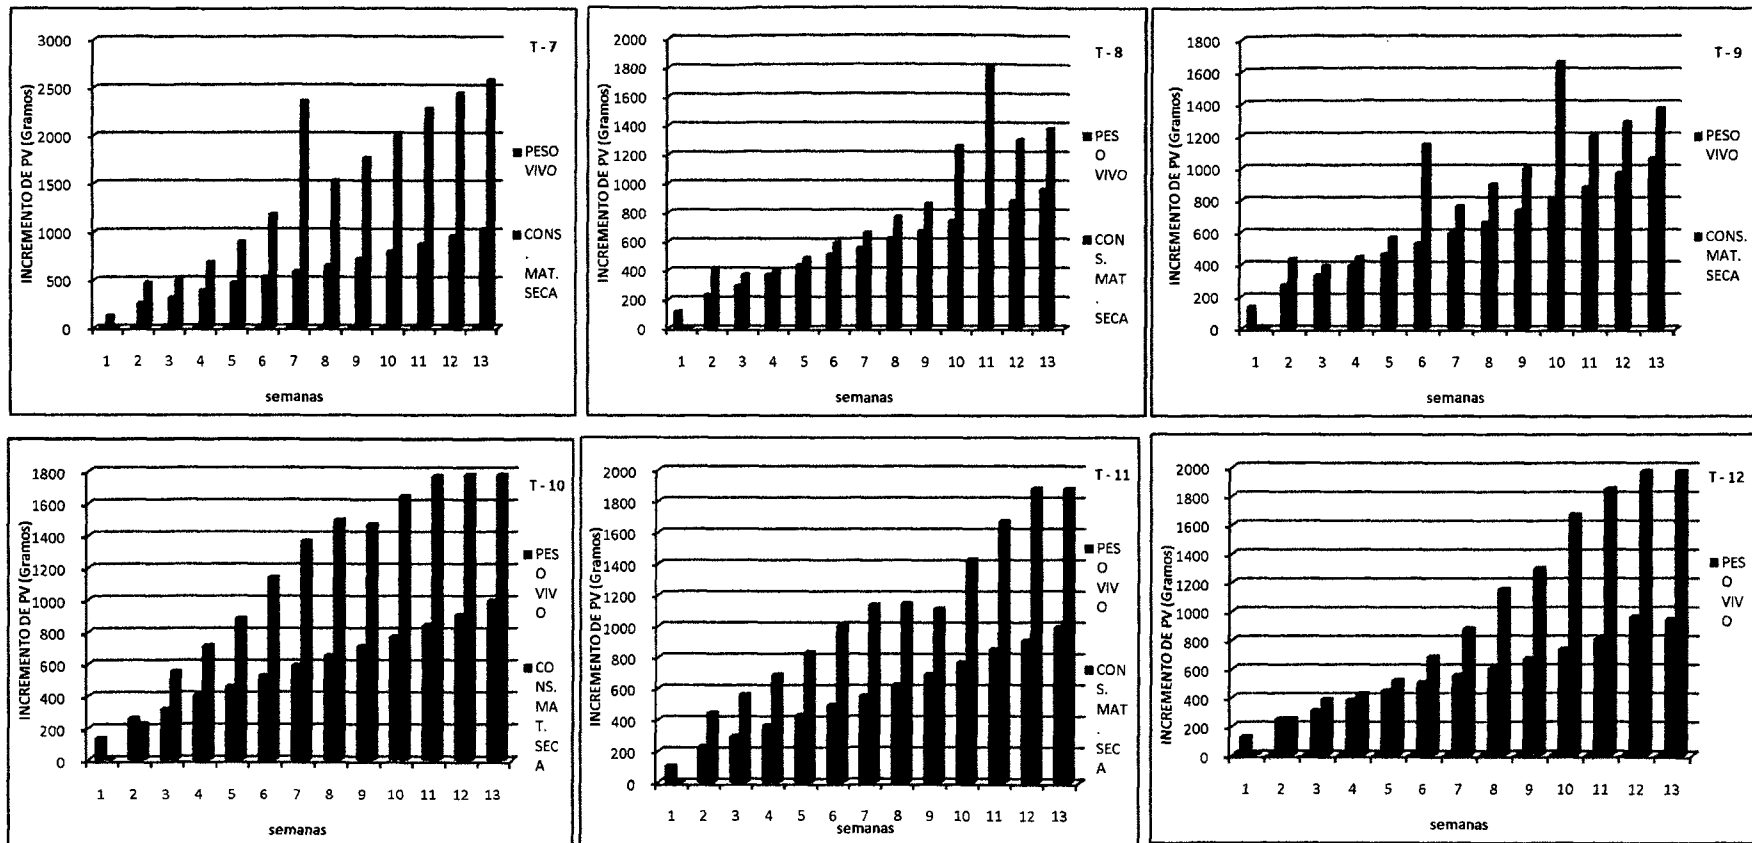 T - 7
INCREMENTO DE PV (Gramos)
3000
2500
2000
1500
1000
500
0
1 2 3 4 5 6 7 8 9 10 11 12 13
semanas
PESO
VIVO
CONS
.
MAT.
SECA
T - 8
INCREMENTO DE PV (Gramos)
2000
1800
1600
1400
1200
1000
800
600
400
200
0
1 2 3 4 5 6 7 8 9 10 11 12 13
semanas
PES
O
VIVO
CON
S.
MAT
.
SECA
T - 9
INCREMENTO DE PV (Gramos)
1800
1600
1400
1200
1000
800
600
400
200
0
1 2 3 4 5 6 7 8 9 10 11 12 13
semanas
PESO
VIVO
CONS.
MAT.
SECA
T - 10
INCREMENTO DE PV (Gramos)
1800
1600
1400
1200
1000
800
600
400
200
0
1 2 3 4 5 6 7 8 9 10 11 12 13
semanas
PES
O
VIV
O
CO
NS.
MA
T.
SEC
A
T - 11
INCREMENTO DE PV (Gramos)
2000
1800
1600
1400
1200
1000
800
600
400
200
0
1 2 3 4 5 6 7 8 9 10 11 12 13
semanas
PES
O
VIV
O
CON
S.
MAT
.
SEC
A
T - 12
INCREMENTO DE PV (Gramos)
2000
1800
1600
1400
1200
1000
800
600
400
200
0
1 2 3 4 5 6 7 8 9 10 11 12 13
semanas
PES
O
VIV
O